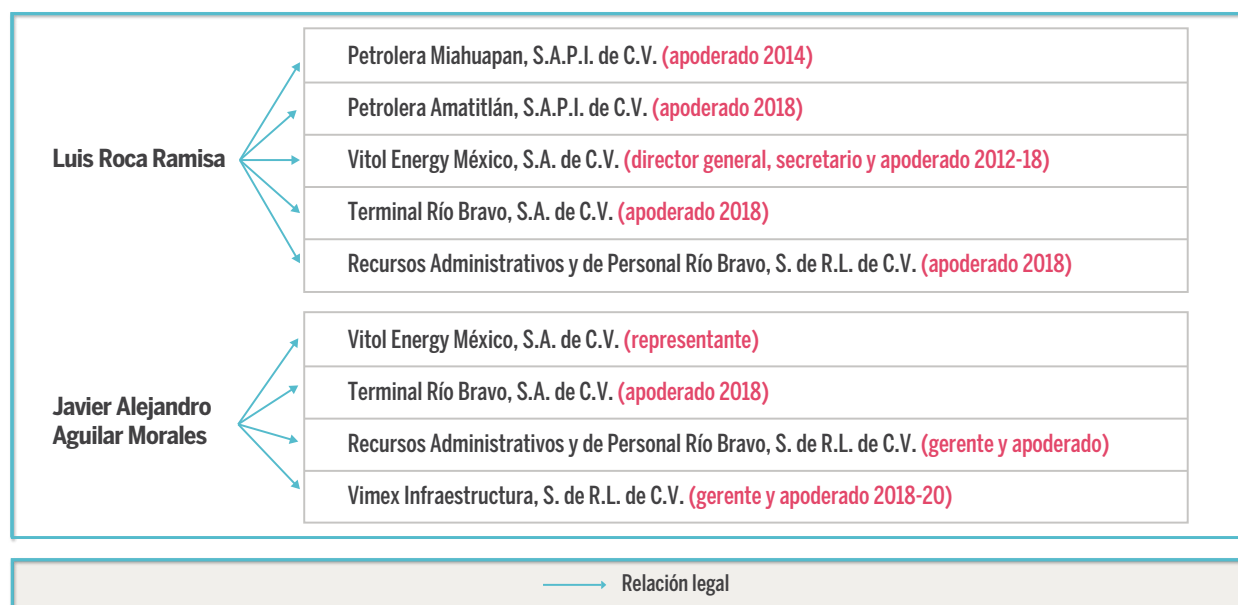 Luis Roca Ramisa
Petrolera Miahuapan, S.A.P.I. de C.V. (apoderado 2014)
Petrolera Amatitlán, S.A.P.I. de C.V. (apoderado 2018)
Vitol Energy México, S.A. de C.V. (director general, secretario y apoderado 2012-18)
Terminal Río Bravo, S.A. de C.V. (apoderado 2018)
Recursos Administrativos y de Personal Río Bravo, S. de R.L. de C.V. (apoderado 2018)
Javier Alejandro
Aguilar Morales
Vitol Energy México, S.A. de C.V. (representante)
Terminal Río Bravo, S.A. de C.V. (apoderado 2018)
Recursos Administrativos y de Personal Río Bravo, S. de R.L. de C.V. (gerente y apoderado)
Vimex Infraestructura, S. de R.L. de C.V. (gerente y apoderado 2018-20)
Relación legal